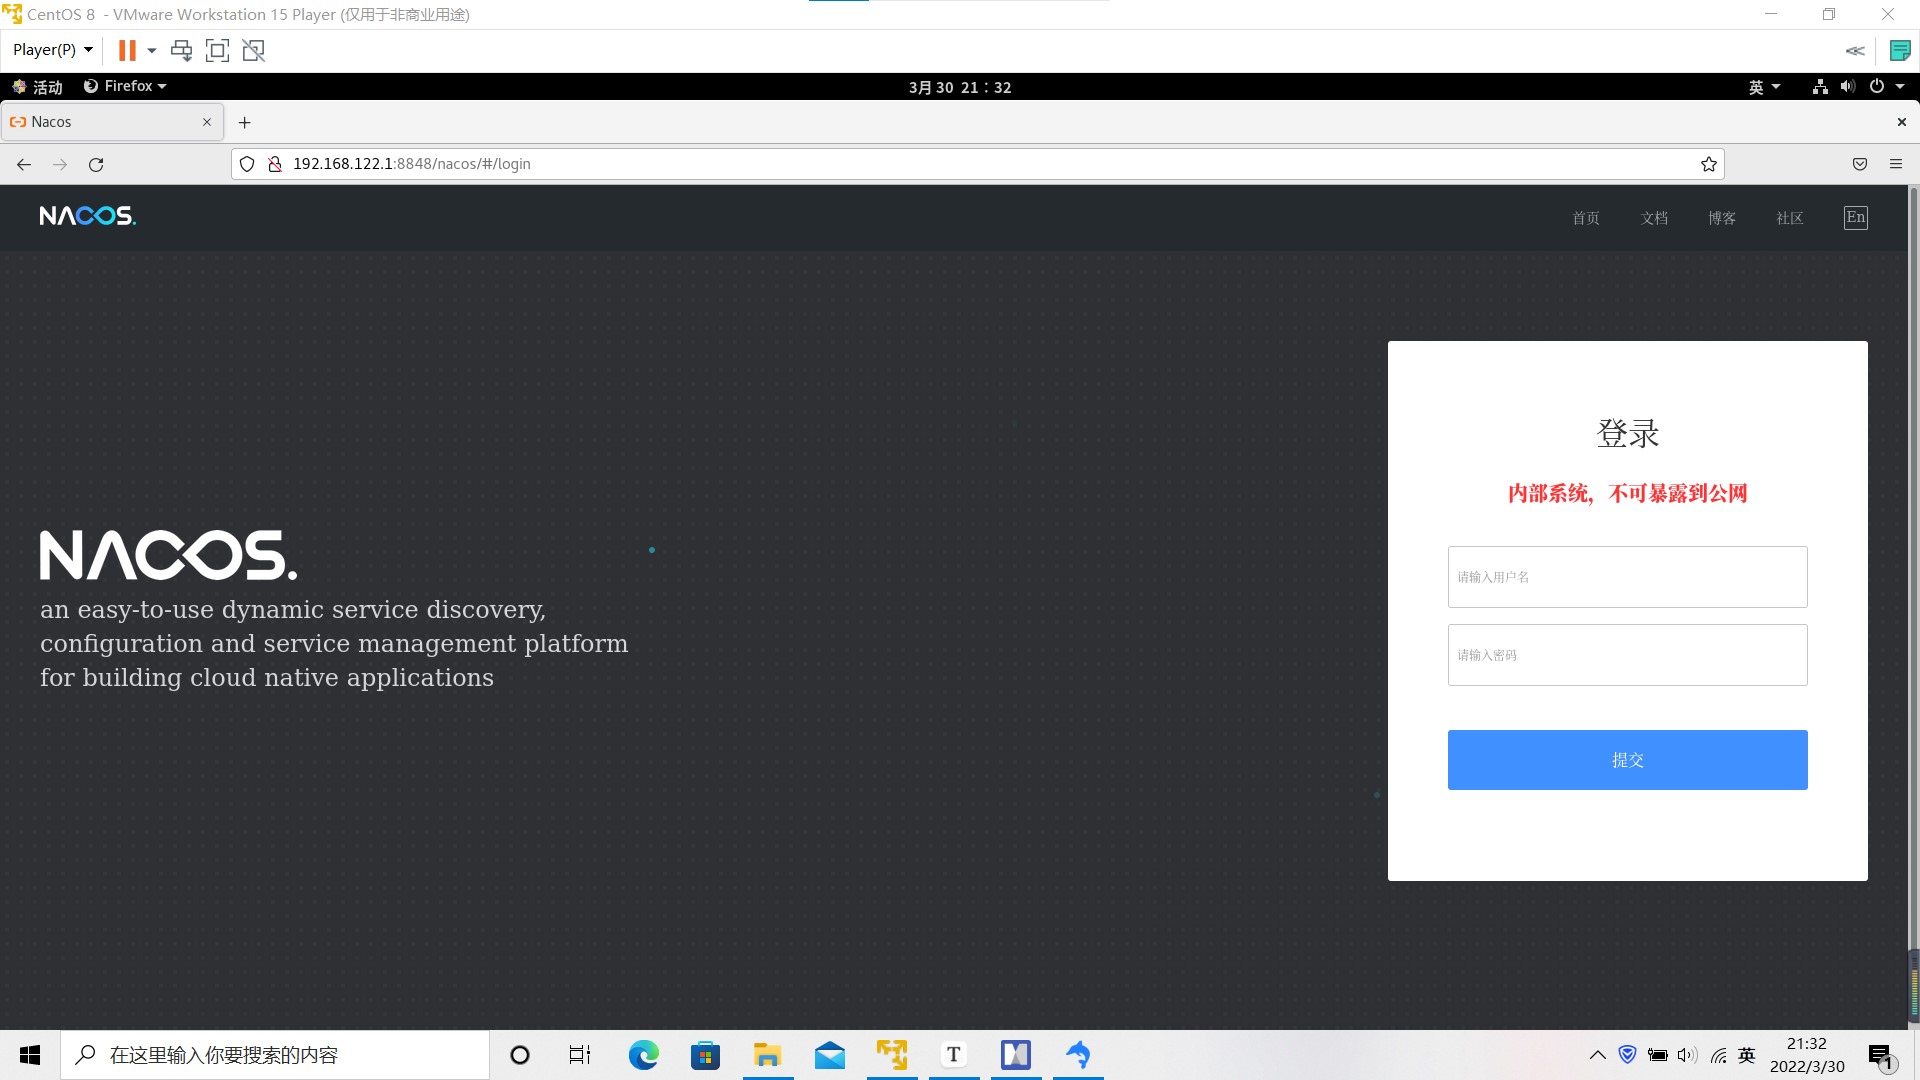 CentOS 8 - VMware Workstation 15 Player (仅用于非商业用途)
Player(P)
活动 Firefox 3月 30 21：32 英
Nacos
192.168.122.1:8848/nacos/#/login
NACOS. 首页 文档 博客 社区 En
登录
内部系统，不可暴露到公网
请输入用户名
请输入密码
提交
NACOS.
an easy-to-use dynamic service discovery,
configuration and service management platform
for building cloud native applications
在这里输入你要搜索的内容
T
英
21:32
2022/3/30
1